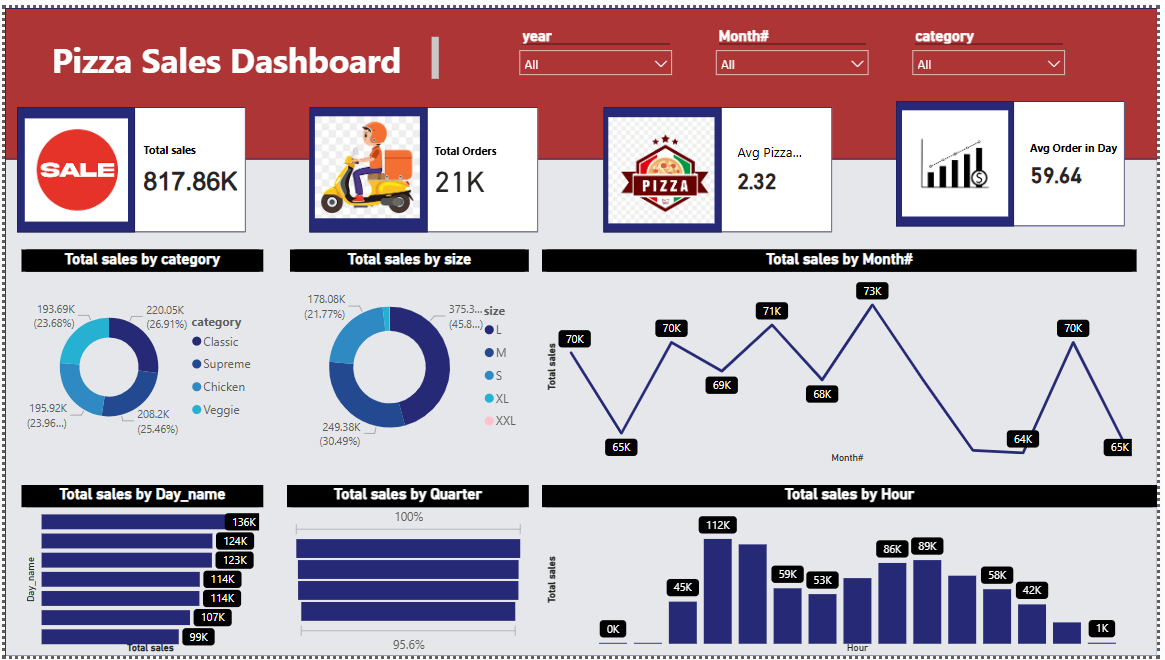 year
Month#
category
Pizza Sales Dashboard
All
All
All
SALE
Total sales
817.86K
Total Orders
21K
PIZZA
Avg Pizza...
2.32
Avg Order in Day
59.64
Total sales by category
193.69K
(23.68%)
220.05K
(26.91%)
195.92K
(23.96...)
208.2K
(25.46%)
category
Classic
Supreme
Chicken
Veggie
Total sales by size
178.08K
(21.77%)
375.3...
(45.8...)
249.38K
(30.49%)
size
L
M
S
XL
XXL
Total sales by Month#
Total sales
70K
65K
70K
69K
71K
68K
73K
64K
70K
65K
Month#
Total sales by Day_name
Day_name
136K
124K
123K
114K
114K
107K
99K
Total sales
Total sales by Quarter
100%
95.6%
Total sales by Hour
Total sales
0K
45K
112K
59K
53K
86K
89K
58K
42K
1K
Hour